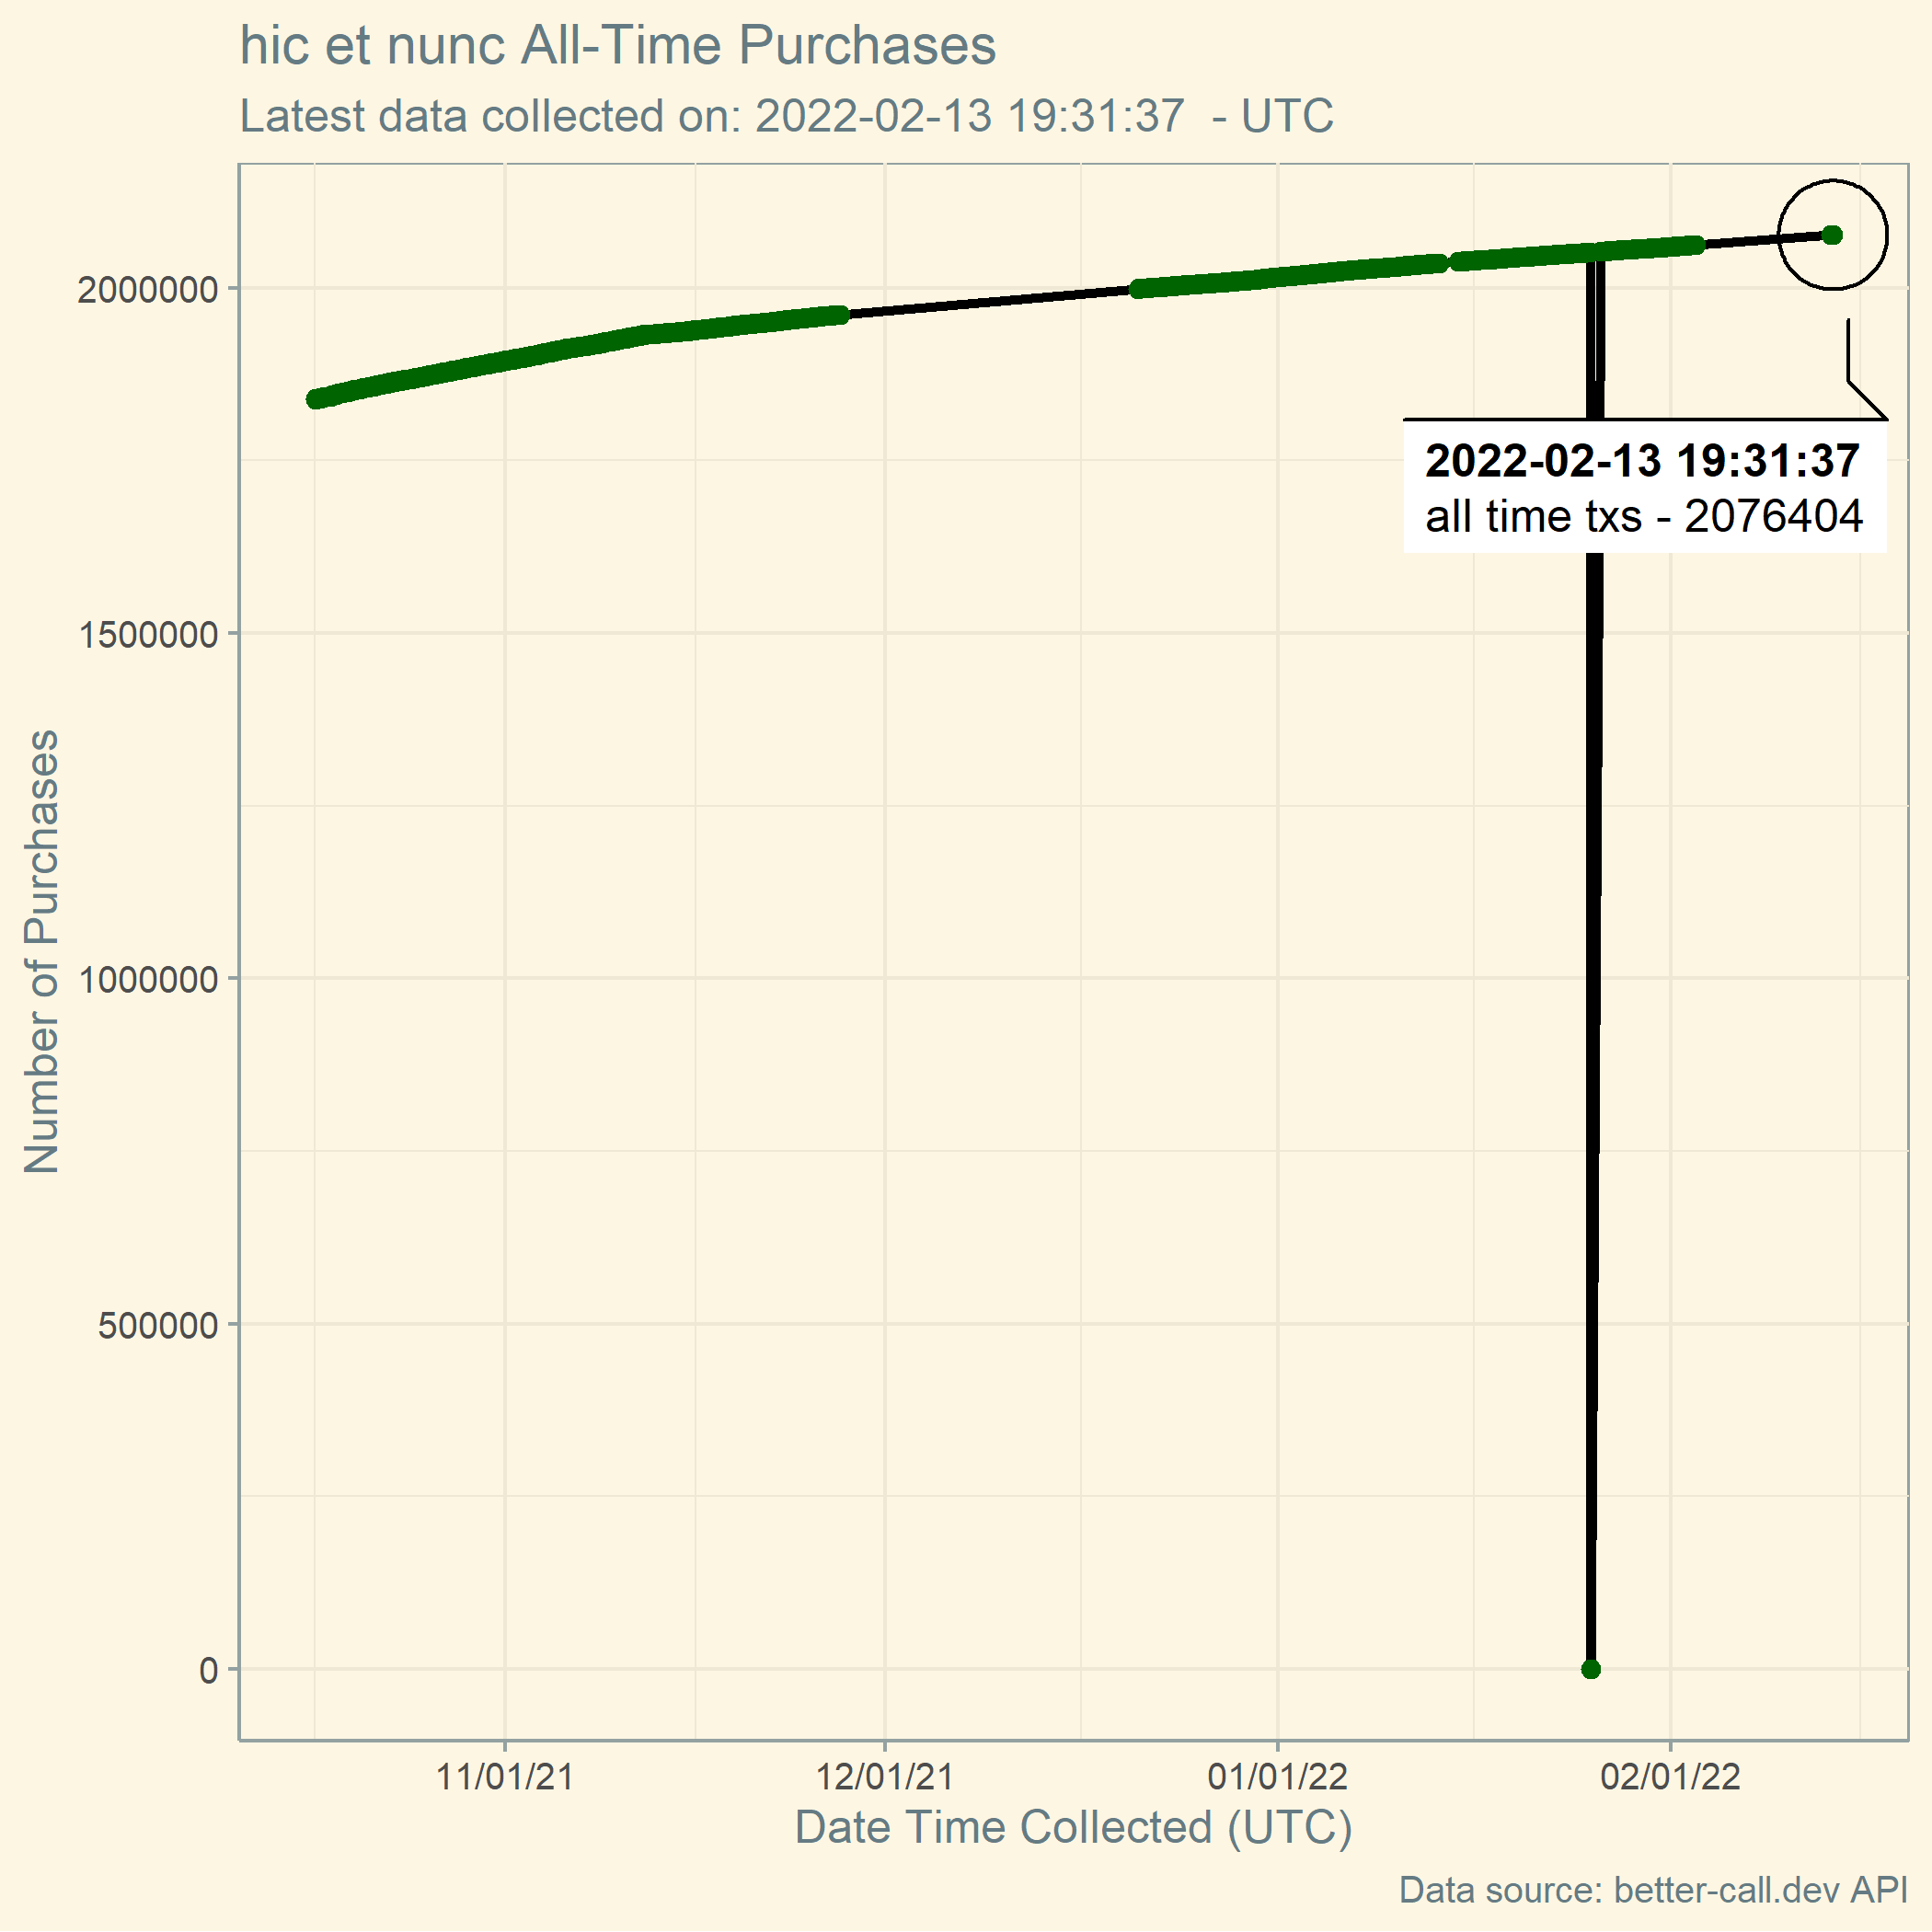 hic et nunc All-Time Purchases
Latest data collected on: 2022-02-13 19:31:37  - UTC
2000000
1500000
1000000
500000
0
Number of Purchases
2022-02-13 19:31:37
all time txs - 2076404
11/01/21
12/01/21
01/01/22
02/01/22
Date Time Collected (UTC)
Data source: better-call.dev API